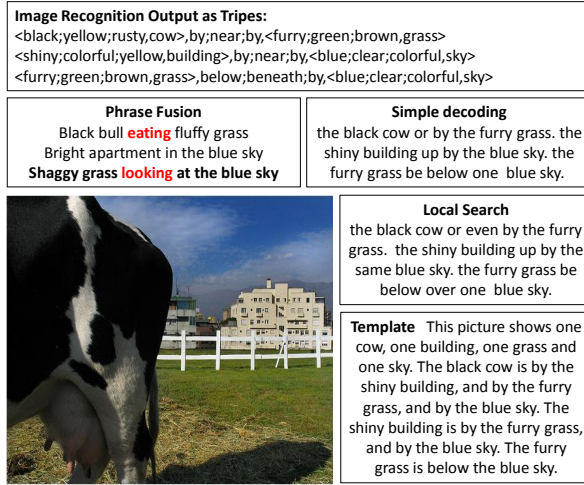 Image Recognition Output as Tripes:
<black;yellow;rusty,cow>,by;near;by,<furry;green;brown,grass>
<shiny;colorful;yellow,building>,by;near;by,<blue;clear;colorful,sky>
<furry;green;brown,grass>,below;beneath;by,<blue;clear;colorful,sky>
Phrase Fusion
Black bull eating fluffy grass
Bright apartment in the blue sky
Shaggy grass looking at the blue sky
Simple decoding
the black cow or by the furry grass. the
shiny building up by the blue sky. the
furry grass be below one  blue sky.
Local Search
the black cow or even by the furry
grass.  the shiny building up by the
same blue sky. the furry grass be
below over one  blue sky.
Template   This picture shows one
cow, one building, one grass and
one sky. The black cow is by the
shiny building, and by the furry
grass, and by the blue sky. The
shiny building is by the furry grass,
and by the blue sky. The furry
grass is below the blue sky.